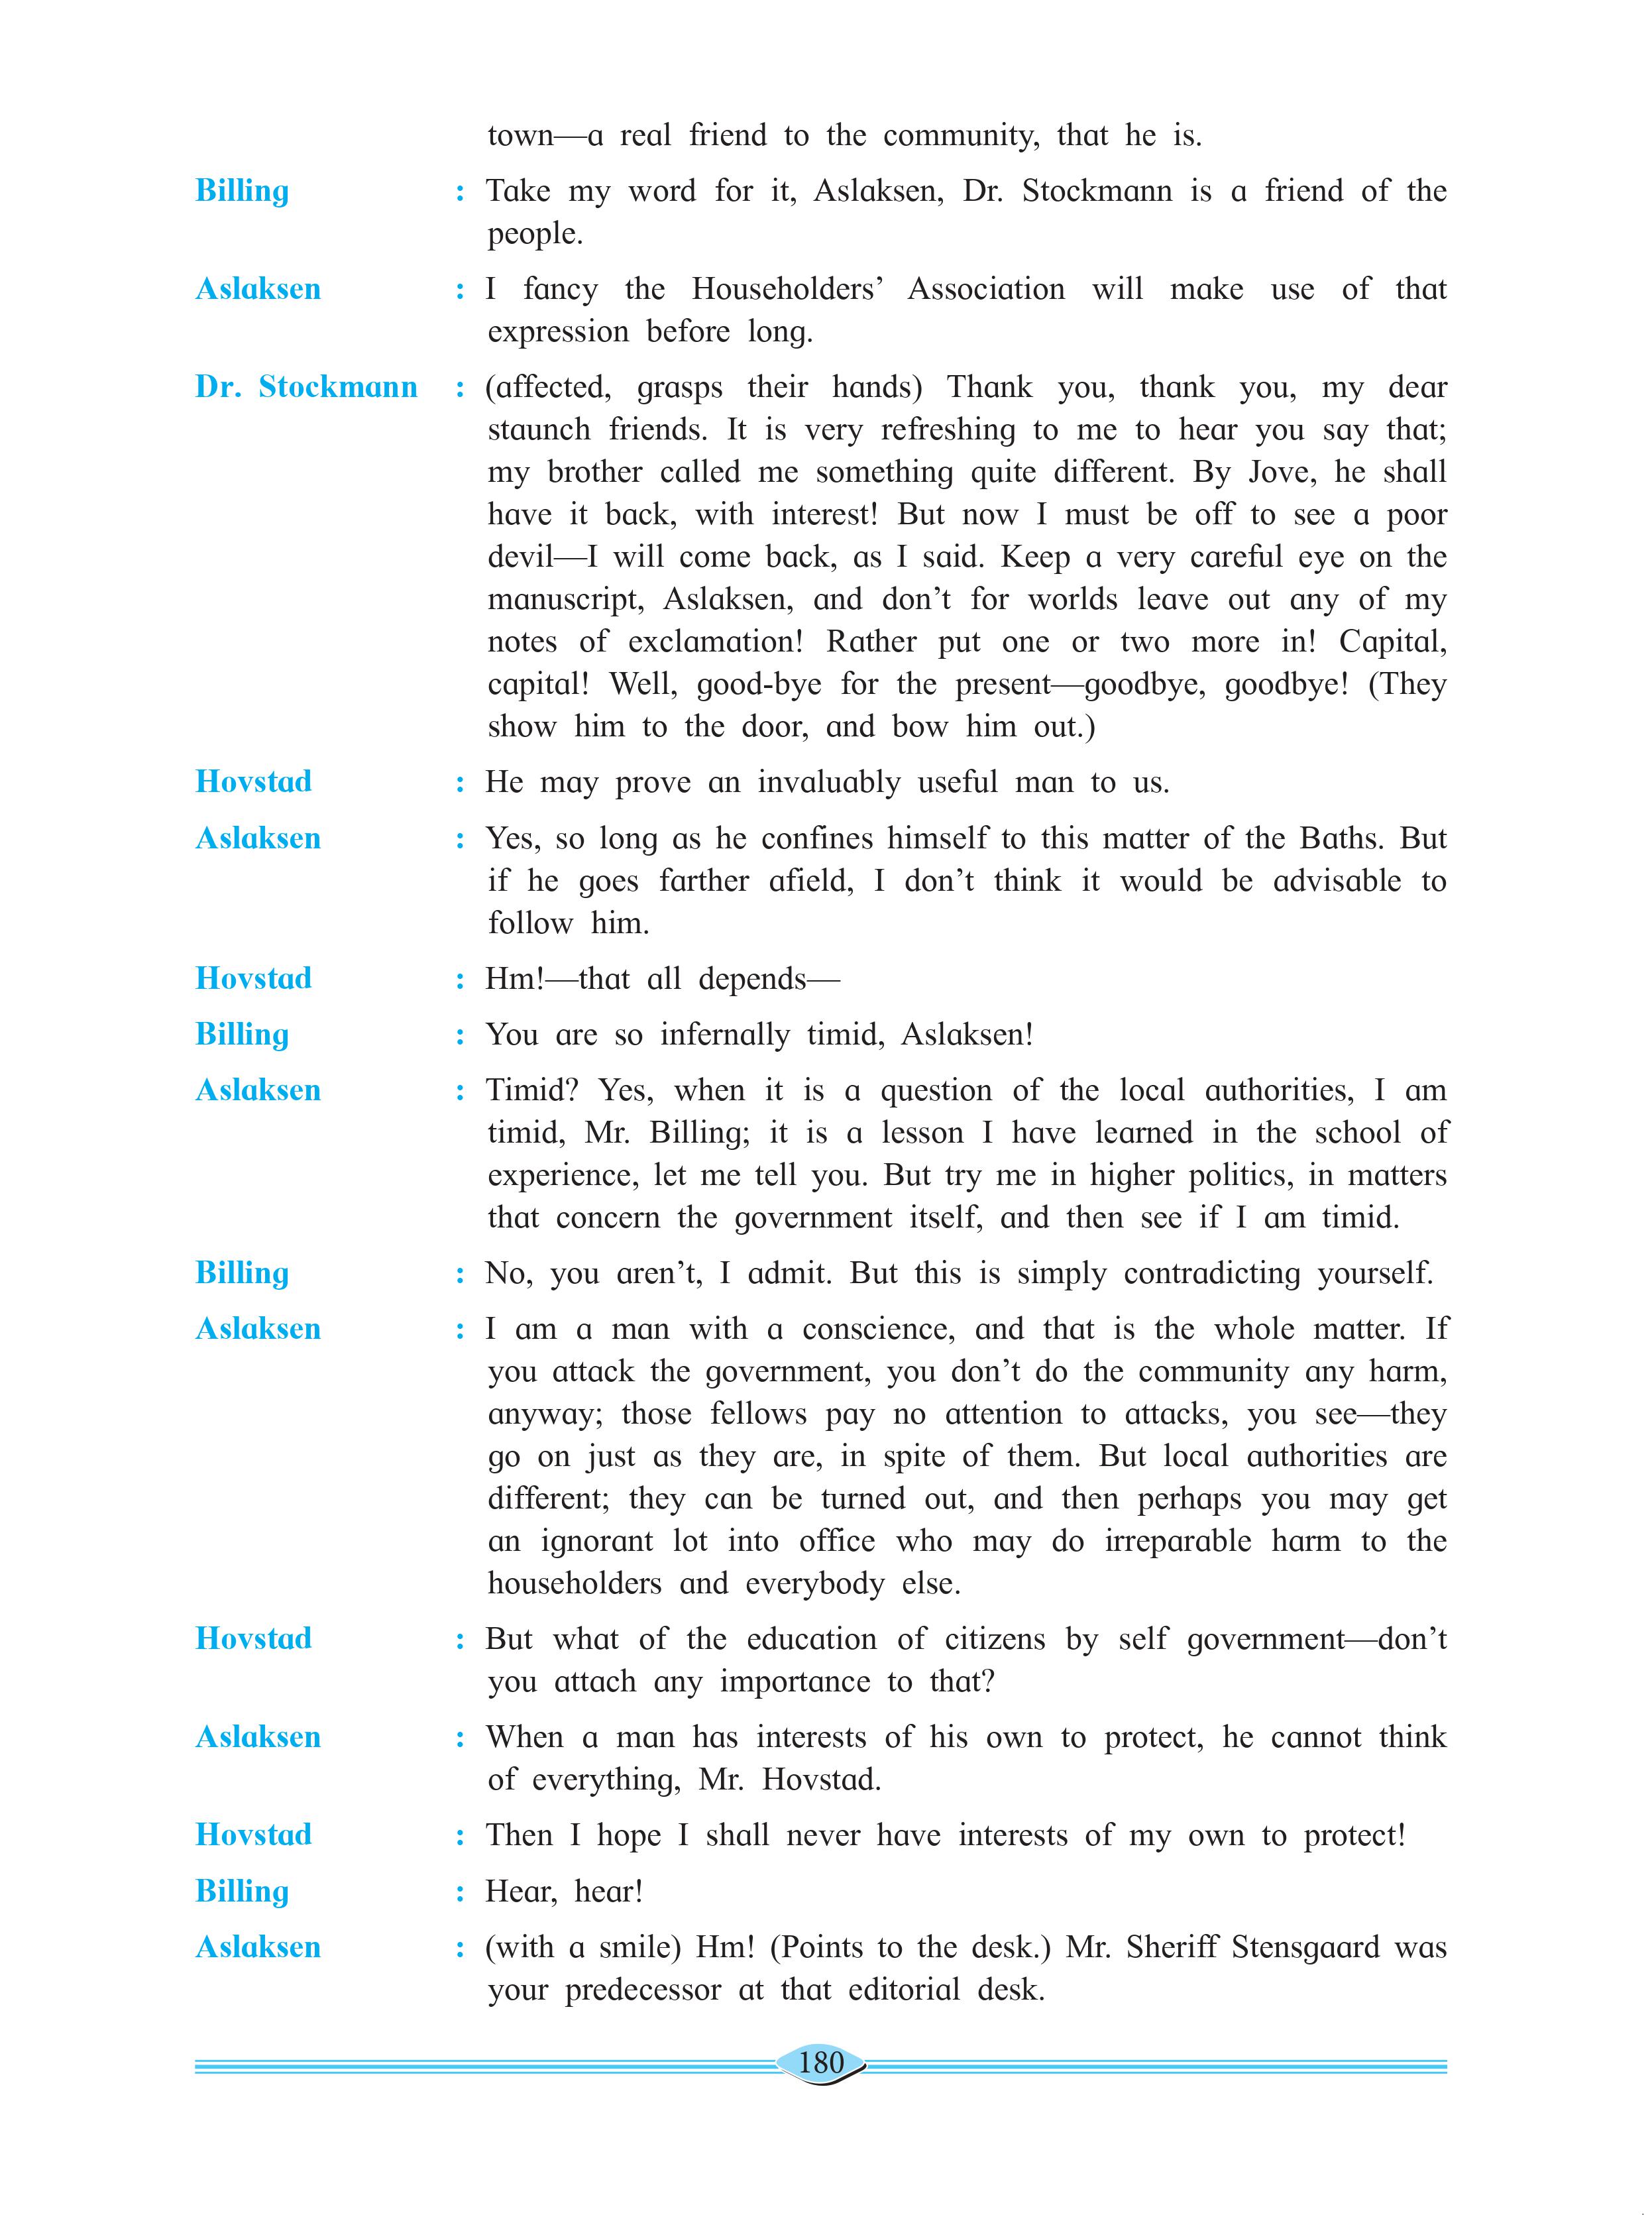 town—a real friend to the community, that he is.
Billing : Take my word for it, Aslaksen, Dr. Stockmann is a friend of the
people.
Aslaksen : I fancy the Householders’ Association will make use of that
expression before long.
Dr. Stockmann : (affected, grasps their hands) Thank you, thank you, my dear
staunch friends. It is very refreshing to me to hear you say that;
my brother called me something quite different. By Jove, he shall
have it back, with interest! But now I must be off to see a poor
devil—I will come back, as I said. Keep a very careful eye on the
manuscript, Aslaksen, and don’t for worlds leave out any of my
notes of exclamation! Rather put one or two more in! Capital,
capital! Well, good-bye for the present—goodbye, goodbye! (They
show him to the door, and bow him out.)
Hovstad : He may prove an invaluably useful man to us.
Aslaksen : Yes, so long as he confines himself to this matter of the Baths. But
if he goes farther afield, I don’t think it would be advisable to
follow him.
Hovstad : Hm!—that all depends—
Billing : You are so infernally timid, Aslaksen!
Aslaksen : Timid? Yes, when it is a question of the local authorities, I am
timid, Mr. Billing; it is a lesson I have learned in the school of
experience, let me tell you. But try me in higher politics, in matters
that concern the government itself, and then see if I am timid.
Billing : No, you aren’t, I admit. But this is simply contradicting yourself.
Aslaksen : I am a man with a conscience, and that is the whole matter. If
you attack the government, you don’t do the community any harm,
anyway; those fellows pay no attention to attacks, you see—they
go on just as they are, in spite of them. But local authorities are
different; they can be turned out, and then perhaps you may get
an ignorant lot into office who may do irreparable harm to the
householders and everybody else.
Hovstad : But what of the education of citizens by self government—don’t
you attach any importance to that?
Aslaksen : When a man has interests of his own to protect, he cannot think
of everything, Mr. Hovstad.
Hovstad : Then I hope I shall never have interests of my own to protect!
Billing : Hear, hear!
Aslaksen : (with a smile) Hm! (Points to the desk.) Mr. Sheriff Stensgaard was
your predecessor at that editorial desk.
180